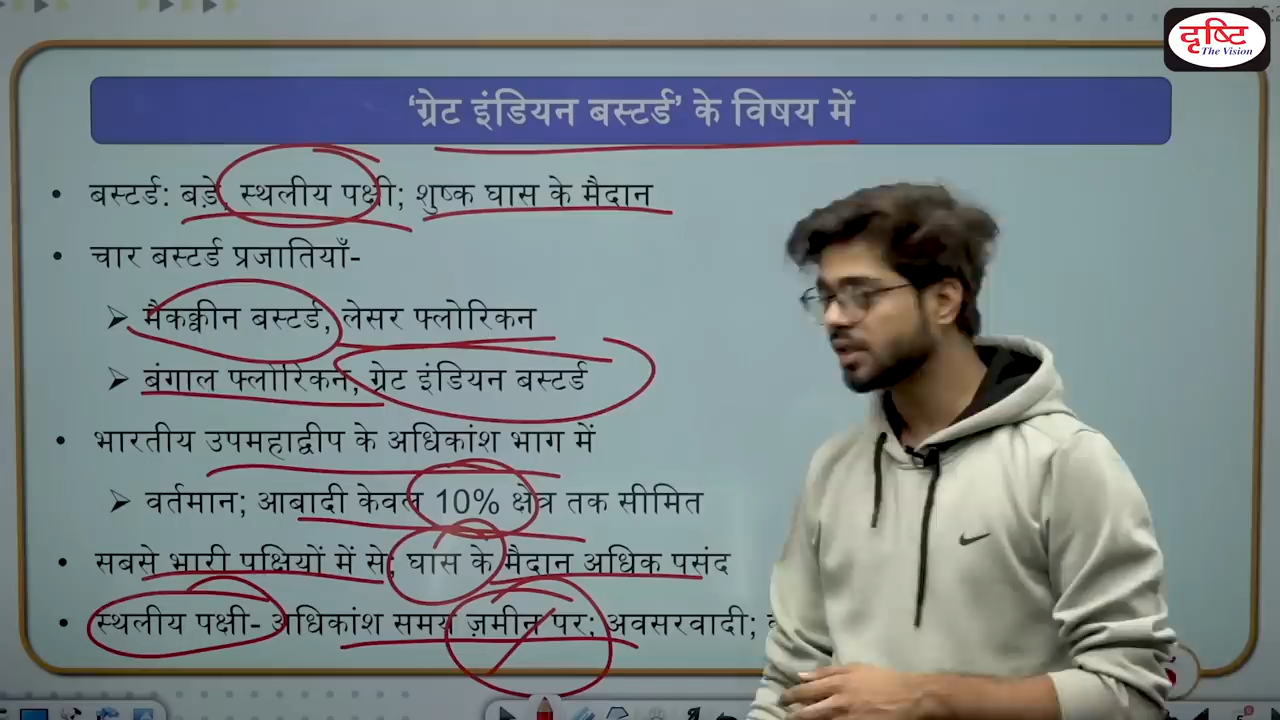 दृष्टि
The Vision
'ग्रेट इंडियन बस्टर्ड' के विषय में
• बस्टर्ड: बड़े, स्थलीय पक्षी; शुष्क घास के मैदान
• चार बस्टर्ड प्रजातियाँ-
➢ मैकक्वीन बस्टर्ड, लेसर फ्लोरिकन
➢ बंगाल फ्लोरिकन, ग्रेट इंडियन बस्टर्ड
• भारतीय उपमहाद्वीप के अधिकांश भाग में
➢ वर्तमान; आबादी केवल 10% क्षेत्र तक सीमित
• सबसे भारी पक्षियों में से; घास के मैदान अधिक पसंद
• स्थलीय पक्षी- अधिकांश समय ज़मीन पर; अवसरवादी;